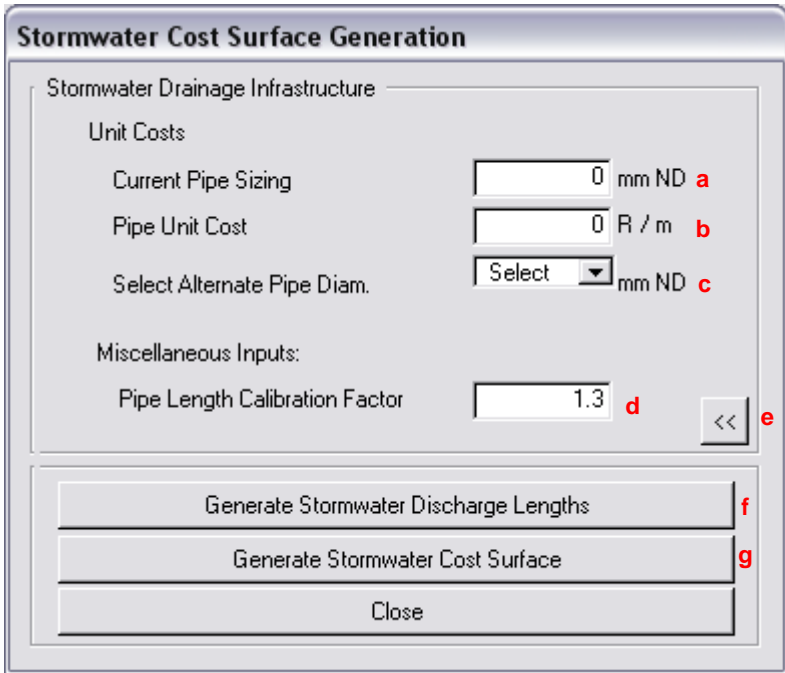 Stormwater Cost Surface Generation
Stormwater Drainage Infrastructure
Unit Costs
Current Pipe Sizing 0 mm ND a
Pipe Unit Cost 0 R / m b
Select Alternate Pipe Diam. Select mm ND c
Miscellaneous Inputs:
Pipe Length Calibration Factor 1.3 d
<< e
Generate Stormwater Discharge Lengths f
Generate Stormwater Cost Surface g
Close